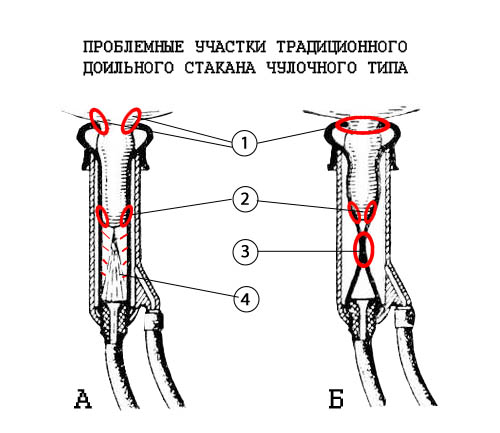 ПРОБЛЕМНЫЕ УЧАСТКИ ТРАДИЦИОННОГО
ДОИЛЬНОГО СТАКАНА ЧУЛОЧНОГО ТИПА
1
2
3
4
А
Б